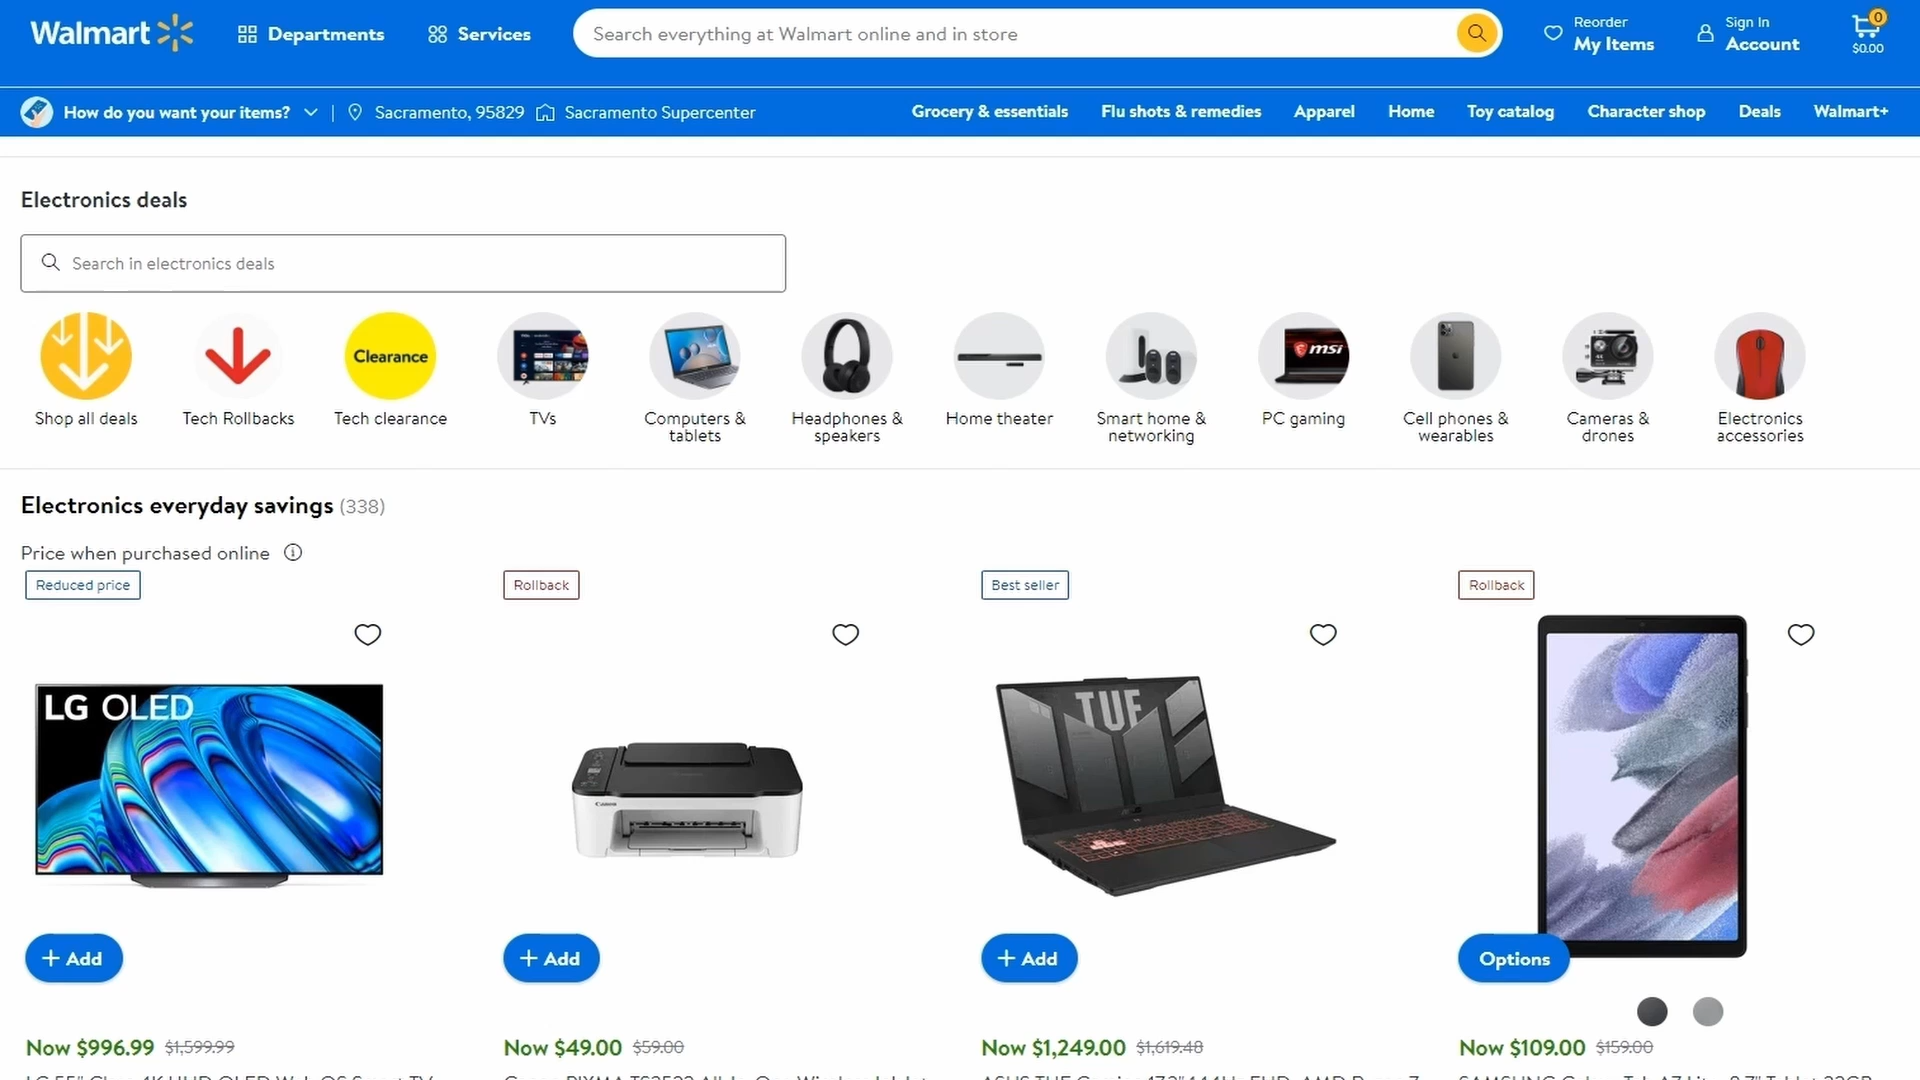 Walmart
Departments
Services
Search everything at Walmart online and in store
Reorder
My Items
Sign In
Account
0
$0.00
How do you want your items?
Sacramento, 95829
Sacramento Supercenter
Grocery & essentials
Flu shots & remedies
Apparel
Home
Toy catalog
Character shop
Deals
Walmart+
Electronics deals
Search in electronics deals
Clearance
msi
Shop all deals
Tech Rollbacks
Tech clearance
TVs
Computers &
tablets
Headphones &
speakers
Home theater
Smart home &
networking
PC gaming
Cell phones &
wearables
Cameras &
drones
Electronics
accessories
Electronics everyday savings (338)
Price when purchased online
Reduced price
Rollback
Best seller
Rollback
LG OLED
Canon
TUF
+ Add
+ Add
+ Add
Options
Now $996.99 $1,599.99
Now $49.00 $59.00
Now $1,249.00 $1,619.48
Now $109.00 $159.00